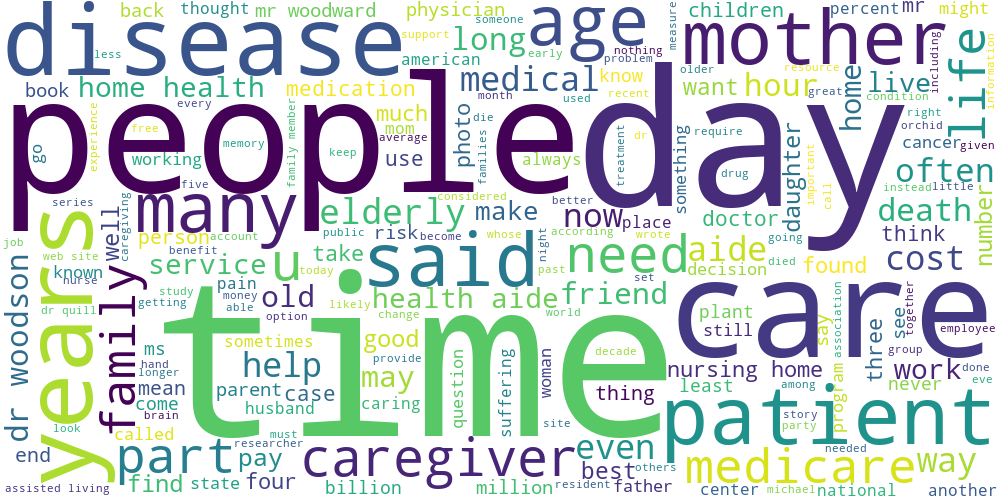 disease
people
day
time
care
mother
age
patient
years
many
said
caregiver
medicare
life
family
part
need
even
elderly
medical
long
home health
physician
children
percent
mr
might
back
thought
mr woodward
someone
support
early
nothing
problem
measure
less
american
book
medication
know
older
resource
want
hour
great
home
live
including
information
every
month
used
recent
condition
experience
free
family member
much
mom
average
die
dr
right
orchid
go
memory
keep
use
photo
families
always
treatment
require
drug
something
daughter
important
call
cancer
given
working
five
considered
better
often
instead
little
series
caregiving
well
make
now
place
doctor
death
number
job
person
account
public
risk
become
whose
night
according
wrote
aide
going
think
web site
benefit
take
decision
died
found
cost
known
nurse
service
u
today
past
set
say
see
together
dr woodson
dr quill
study
getting
pain
money
able
old
option
health aide
likely
change
world
friend
plant
still
three
program
association
employee
group
ms
hand
longer
mean
brain
come
look
sometimes
help
parent
case
husband
good
provide
may
caring
question
suffering
woman
decade
thing
nursing home
least
among
never
work
done
eve
end
called
researcher
must
site
story
party
needed
way
assisted living
find
state
pay
four
billion
million
best
resident
others
father
center
michael
national
another